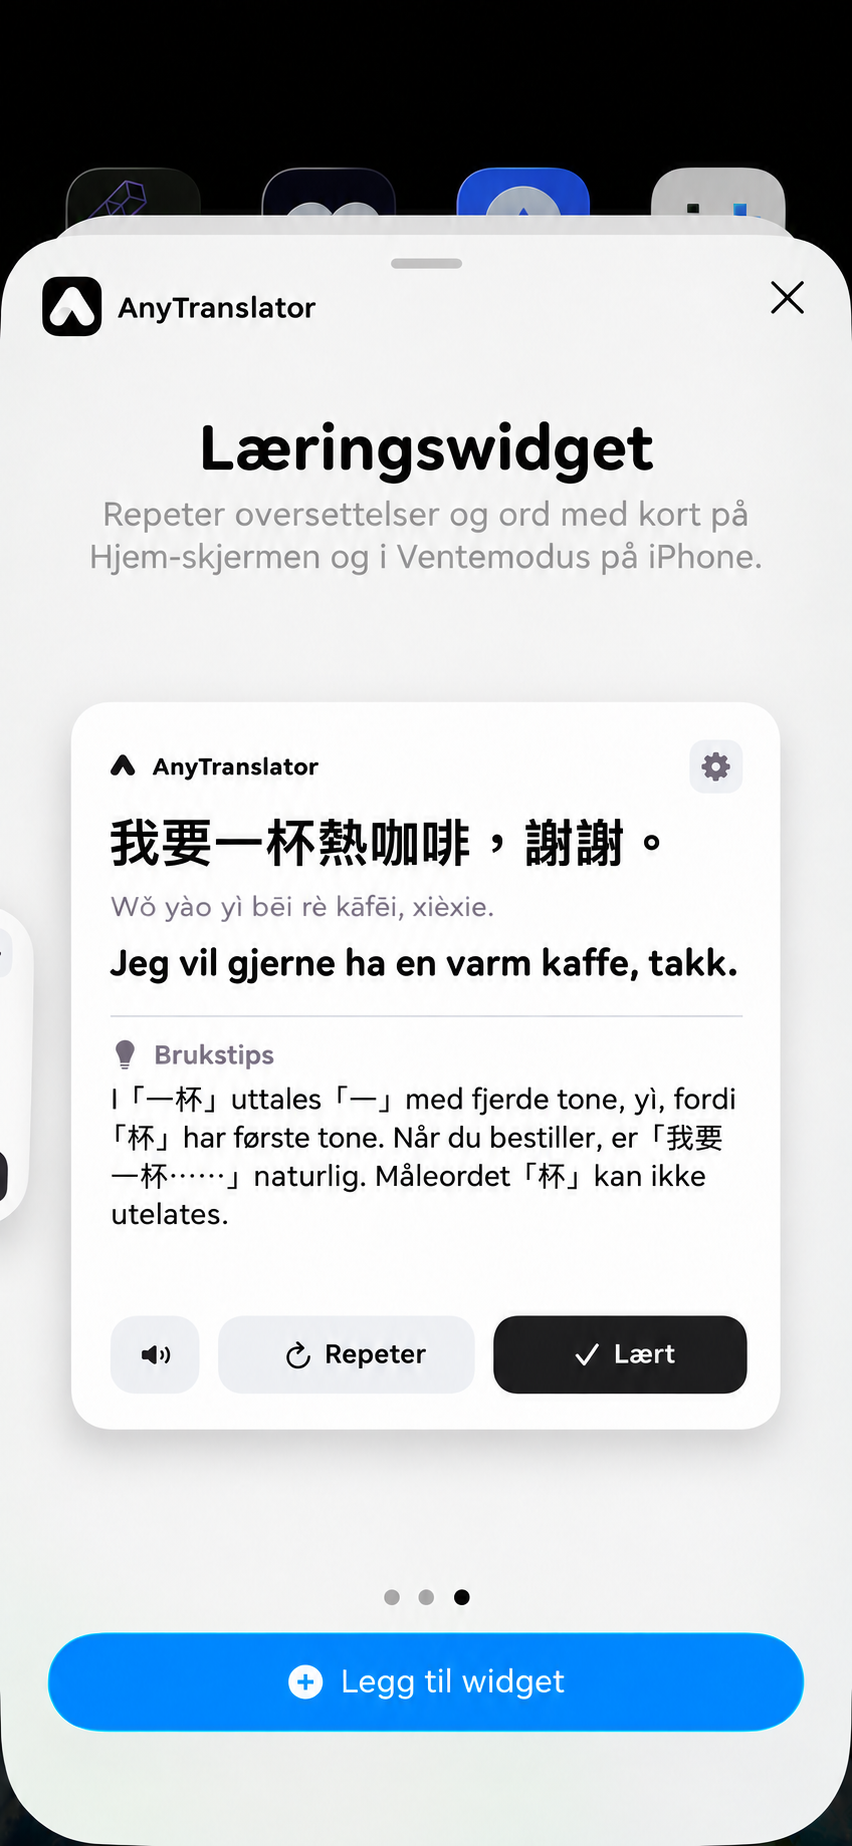 AnyTranslator
Læringswidget
Repeter oversettelser og ord med kort på
Hjem-skjermen og i Ventemodus på iPhone.
AnyTranslator
我要一杯熱咖啡，謝謝。
Wǒ yào yì bēi rè kāfēi, xièxie.
Jeg vil gjerne ha en varm kaffe, takk.
Brukstips
I「一杯」uttales「一」med fjerde tone, yì, fordi
「杯」har første tone. Når du bestiller, er「我要
一杯……」naturlig. Måleordet「杯」kan ikke
utelates.
Repeter
Lært
Legg til widget